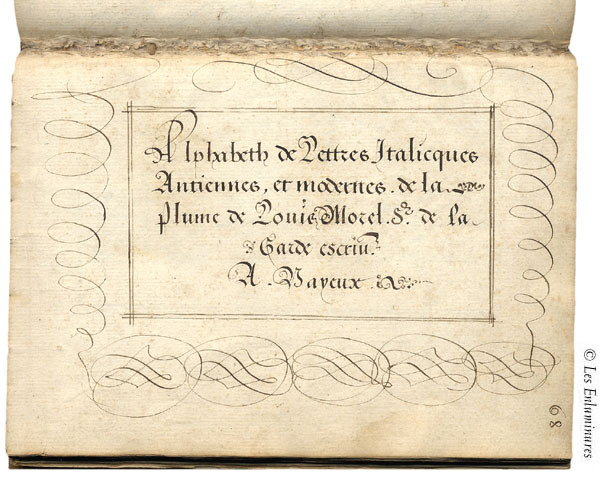 Alphabeth de Lettres Italicques
Antiennes, et modernes. de la
plume de Louis Morel. Sr. de la
Garde escriu.
A. Bayeux.
68
© Les Enluminures